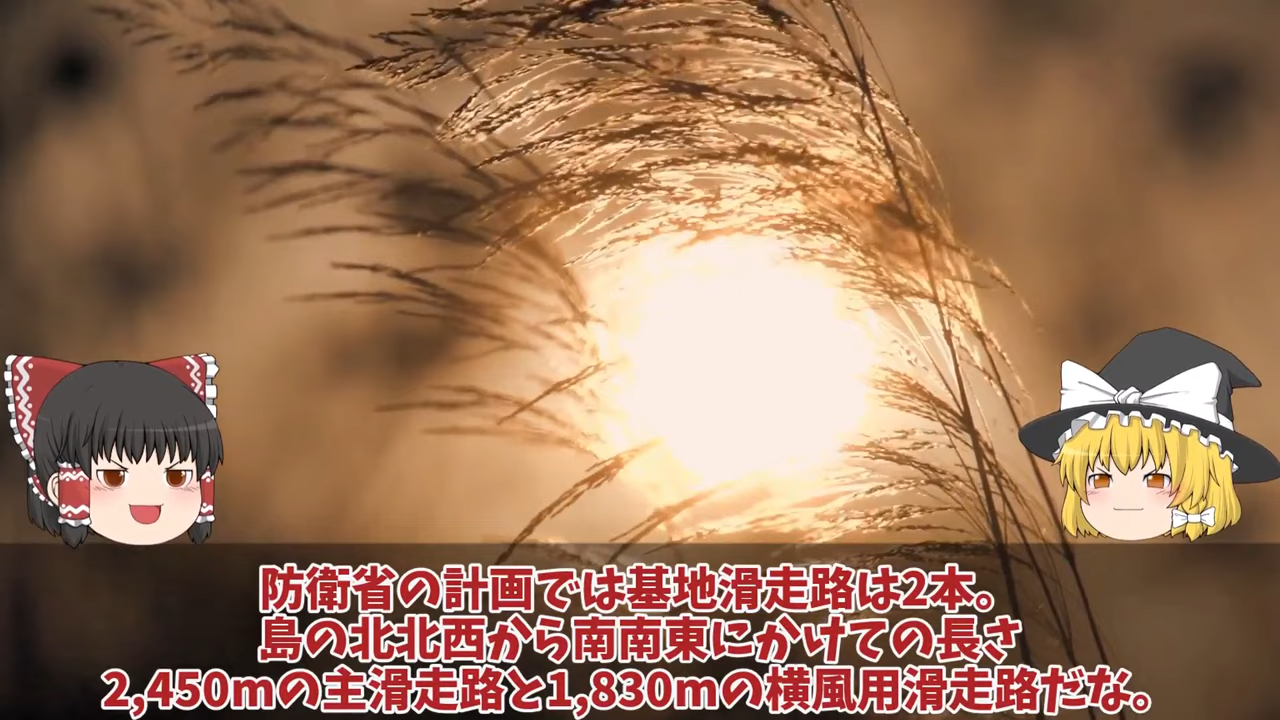 防衛省の計画では基地滑走路は2本。
島の北北西から南南東にかけての長さ
2,450mの主滑走路と1,830mの横風用滑走路だな。